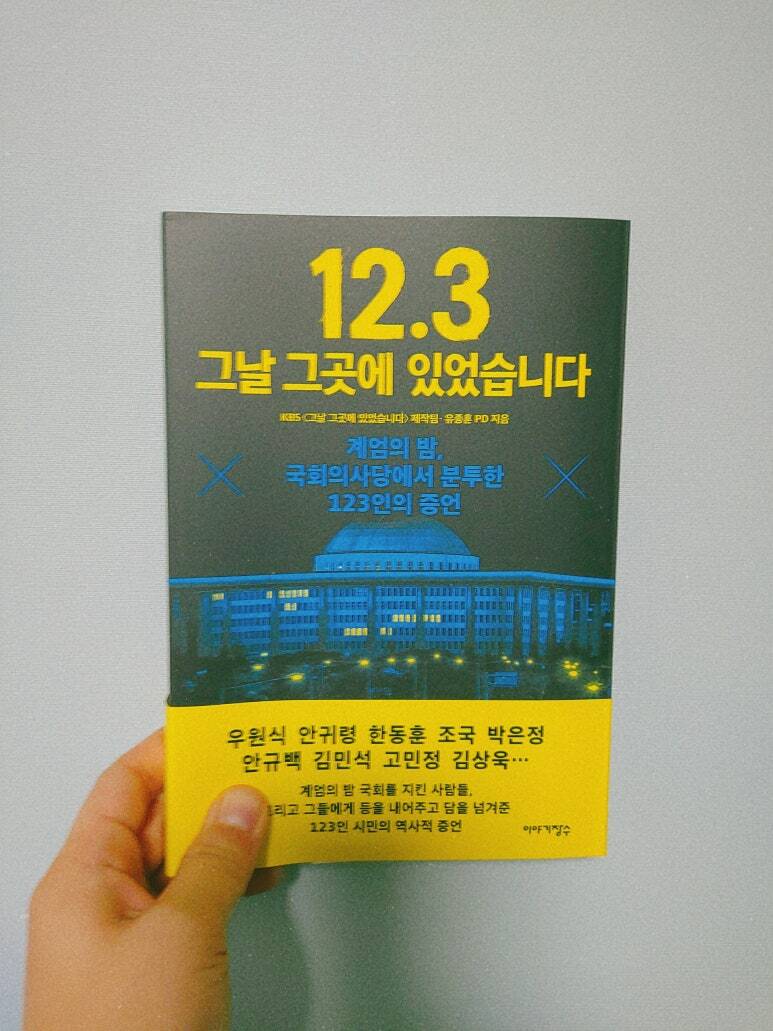 12.3
그날 그곳에 있었습니다
KBS 〈그날 그곳에 있었습니다〉 제작팀· 유종훈 PD 지음
계엄의 밤,
국회의사당에서 분투한
123인의 증언
우원식 안귀령 한동훈 조국 박은정
안규백 김민석 고민정 김상욱…
계엄의 밤 국회를 지킨 사람들,
그들에게 등을 내어주고 담을 넘겨준
123인 시민의 역사적 증언
이야기장수